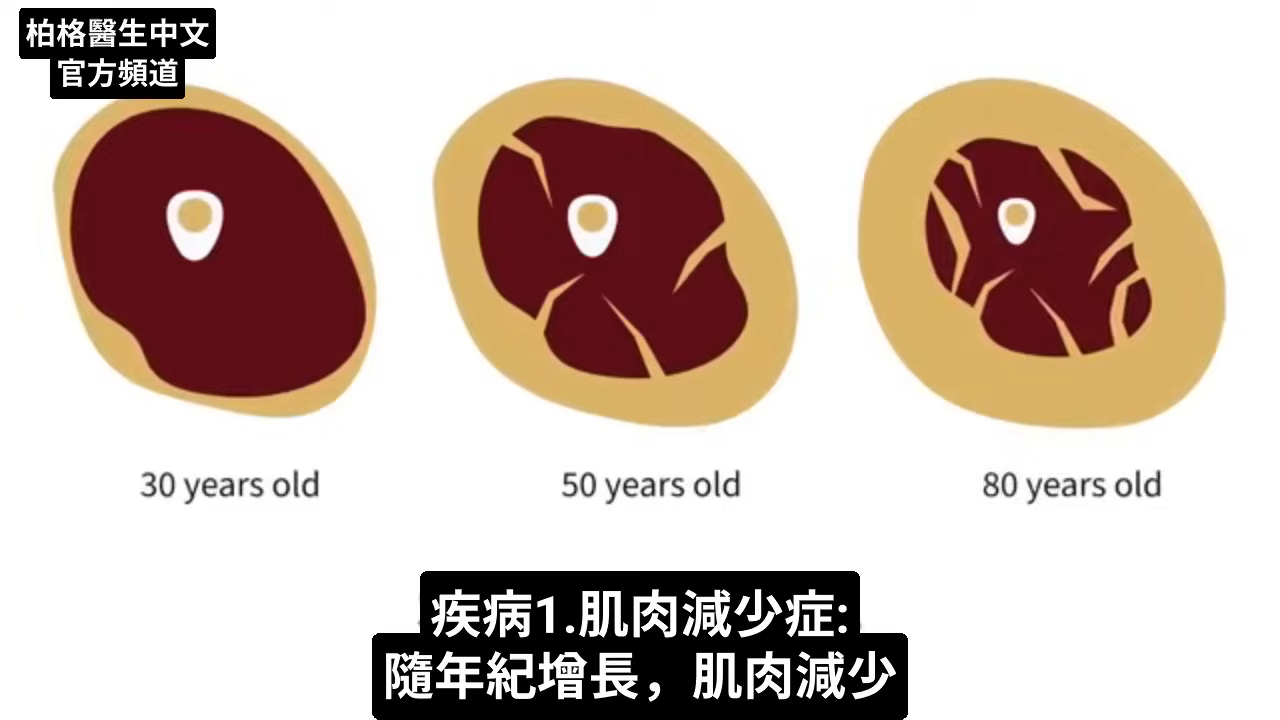 柏格醫生中文
官方頻道
30 years old
50 years old
80 years old
疾病1.肌肉減少症:
隨年紀增長，肌肉減少